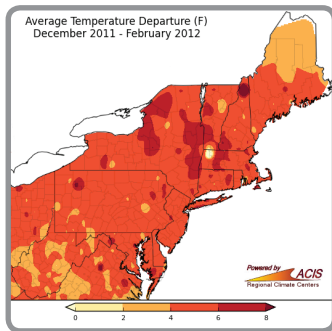 Average Temperature Departure (F)
December 2011 - February 2012
Powered by
ACIS
Regional Climate Centers
0 2 4 6 8